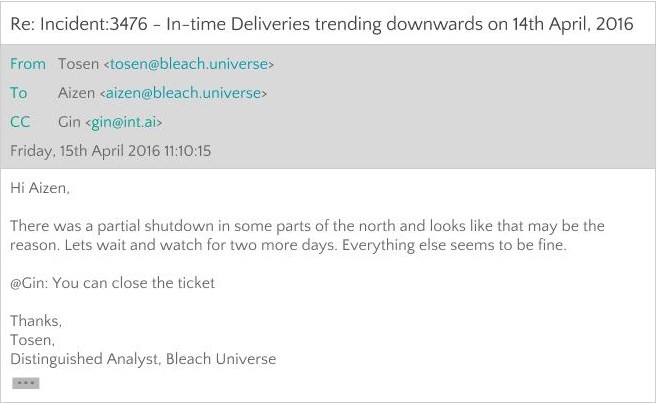 Re: Incident:3476 - In-time Deliveries trending downwards on 14th April, 2016
From Tosen <tosen@bleach.universe>
To Aizen <aizen@bleach.universe>
CC Gin <gin@int.ai>
Friday, 15th April 2016 11:10:15
Hi Aizen,
There was a partial shutdown in some parts of the north and looks like that may be the
reason. Lets wait and watch for two more days. Everything else seems to be fine.
@Gin: You can close the ticket
Thanks,
Tosen,
Distinguished Analyst, Bleach Universe